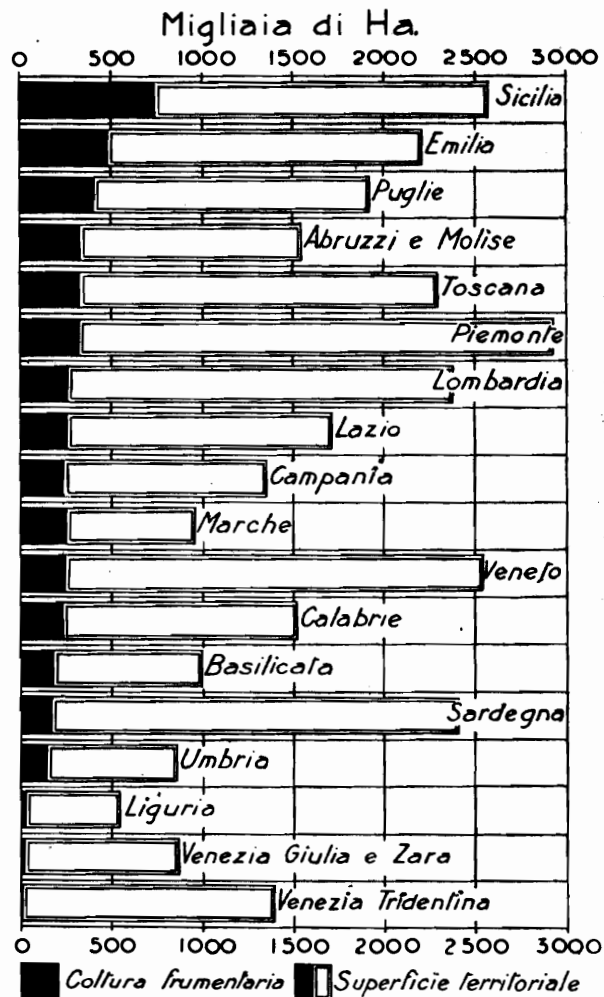 Migliaia di Ha.
0 500 1000 1500 2000 2500 3000
Sicilia
Emilia
Puglie
Abruzzi e Molise
Toscana
Piemonte
Lombardia
Lazio
Campania
Marche
Veneto
Calabrie
Basilicata
Sardegna
Umbria
Liguria
Venezia Giulia e Zara
Venezia Tridentina
0 500 1000 1500 2000 2500 3000
Coltura frumentaria Superficie territoriale